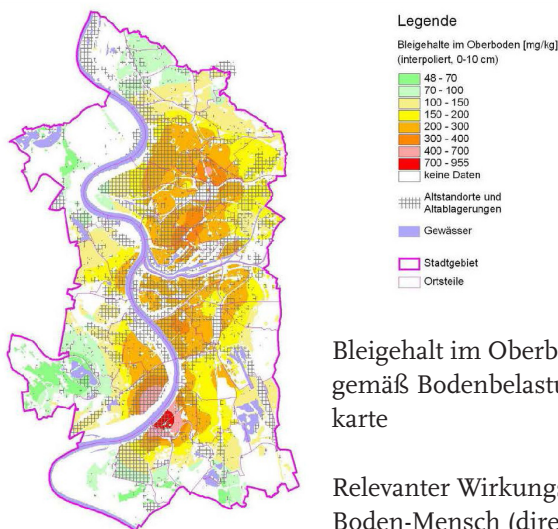 Legende
Bleigehalte im Oberboden [mg/kg]
(interpoliert, 0-10 cm)
48 - 70
70 - 100
100 - 150
150 - 200
200 - 300
300 - 400
400 - 700
700 - 955
keine Daten
Altstandorte und
Altablagerungen
Gewässer
Stadtgebiet
Ortsteile
Bleigehalt im Oberb
gemäß Bodenbelastu
karte
Relevanter Wirkung
Boden-Mensch (dire